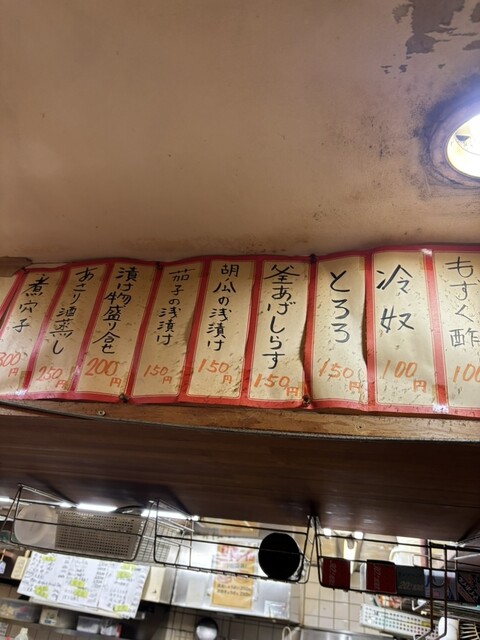 もずく酢
100
冷奴
100円
とろろ
150円
釜あげしらす
150円
胡瓜の浅漬け
150円
茄子の浅漬け
150円
漬け物盛り合せ
200円
あさり酒蒸し
250円
煮穴子
300円